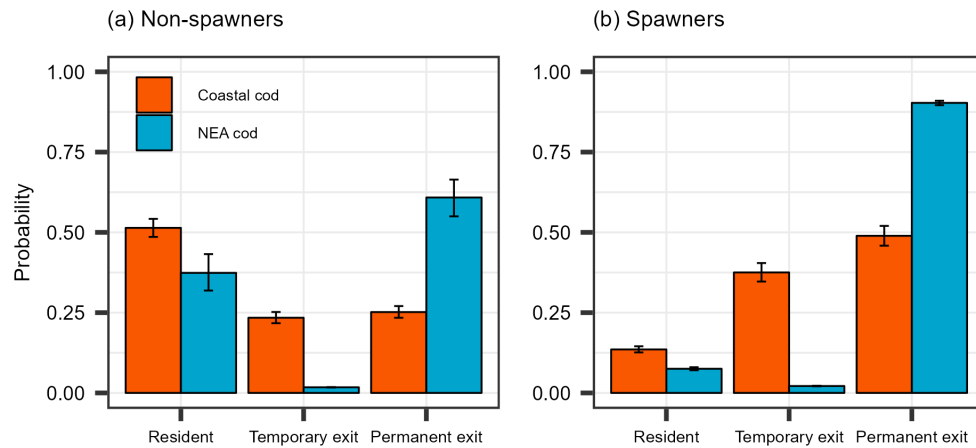 (a) Non-spawners
(b) Spawners
Probability
1.00
0.75
0.50
0.25
0.00
Coastal cod
NEA cod
Resident Temporary exit Permanent exit
1.00
0.75
0.50
0.25
0.00
Resident Temporary exit Permanent exit